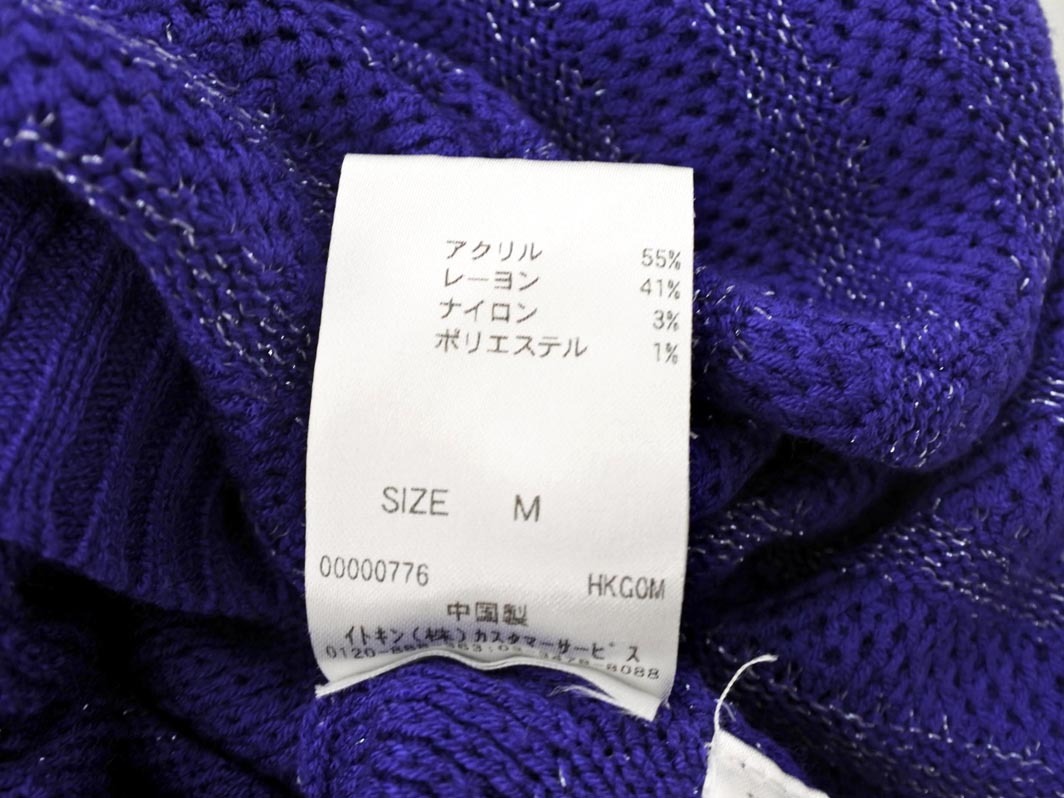 アクリル 55%
レーヨン 41%
ナイロン 3%
ポリエステル 1%
SIZE M
00000776 HKG0M
中国製
イトキン(株)カスタマーサービス